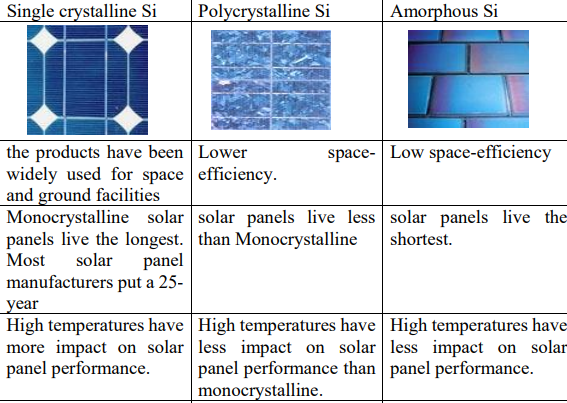 Single crystalline Si
Polycrystalline Si
Amorphous Si
the products have been
widely used for space
and ground facilities
Lower space-
efficiency.
Low space-efficiency
Monocrystalline solar
panels live the longest.
Most solar panel
manufacturers put a 25-
year
solar panels live less
than Monocrystalline
solar panels live the
shortest.
High temperatures have
more impact on solar
panel performance.
High temperatures have
less impact on solar
panel performance than
monocrystalline.
High temperatures have
less impact on solar
panel performance.